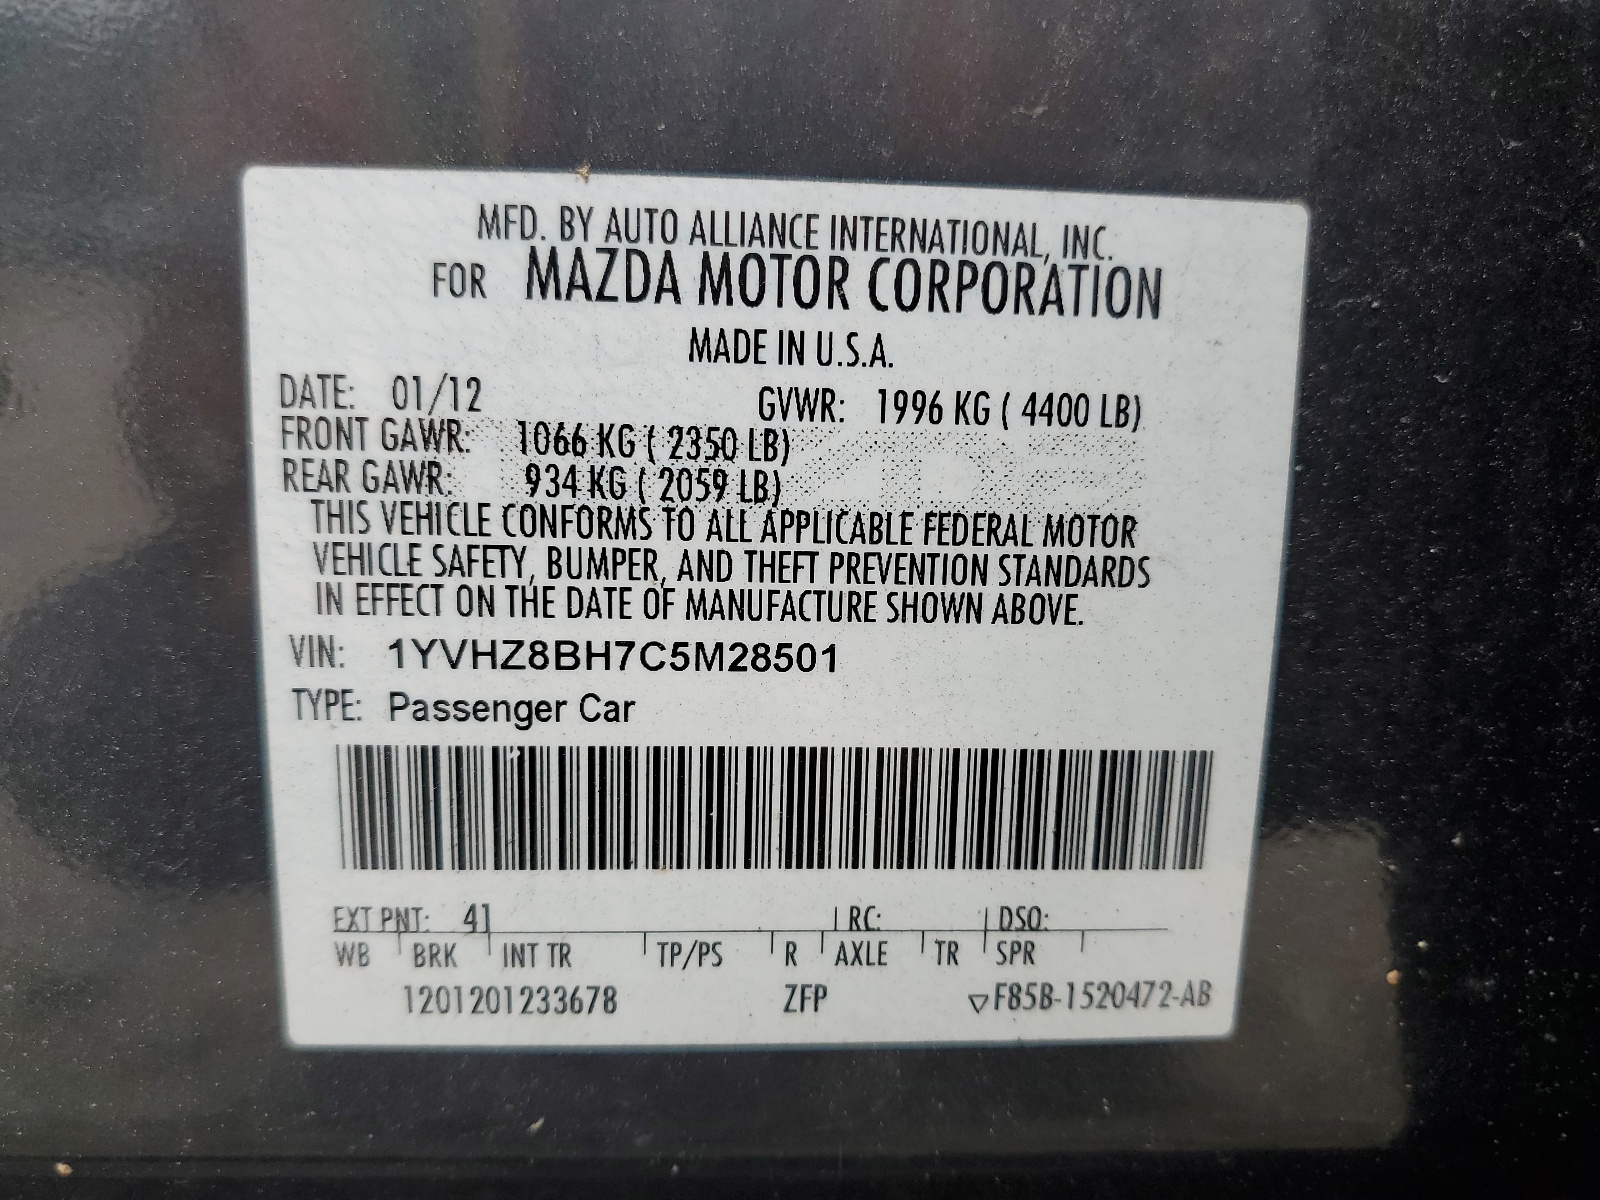 MFD. BY AUTO ALLIANCE INTERNATIONAL, INC.
FOR MAZDA MOTOR CORPORATION
MADE IN U.S.A.
DATE: 01/12 GVWR: 1996 KG ( 4400 LB)
FRONT GAWR: 1066 KG ( 2350 LB)
REAR GAWR: 934 KG ( 2059 LB)
THIS VEHICLE CONFORMS TO ALL APPLICABLE FEDERAL MOTOR
VEHICLE SAFETY, BUMPER, AND THEFT PREVENTION STANDARDS
IN EFFECT ON THE DATE OF MANUFACTURE SHOWN ABOVE.
VIN: 1YVHZ8BH7C5M28501
TYPE: Passenger Car
EXT PNT: 41 RC: DSO:
WB BRK INT TR TP/PS R AXLE TR SPR
1201201233678 ZFP ▽F85B-1520472-AB